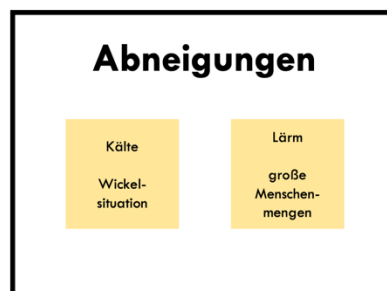 Abneigungen
Kälte
Wickel-
situation
Lärm
große
Menschen-
mengen